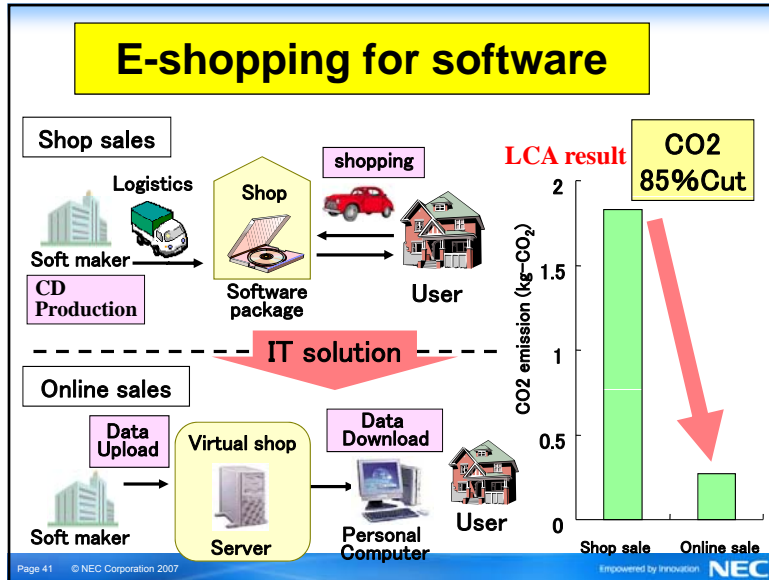 E-shopping for software
Shop sales
Logistics
Soft maker
CD
Production
Shop
Software
package
shopping
User
IT solution
Online sales
Data
Upload
Soft maker
Virtual shop
Server
Data
Download
Personal
Computer
User
LCA result
CO2
85%Cut
CO2 emission (kg-CO₂)
2
1.5
1
0.5
0
Shop sale
Online sale
Page 41 © NEC Corporation 2007
Empowered by Innovation NEC